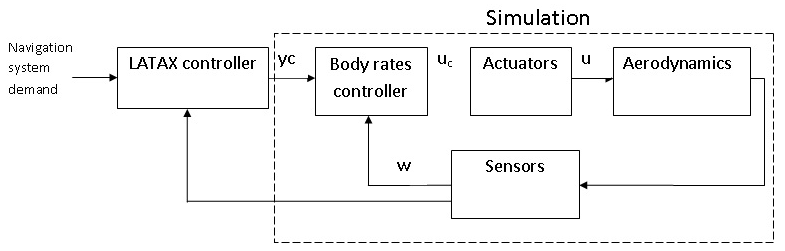 Simulation
Navigation
system
demand
LATAX controller
yc
Body rates
controller
uc
Actuators
u
Aerodynamics
w
Sensors